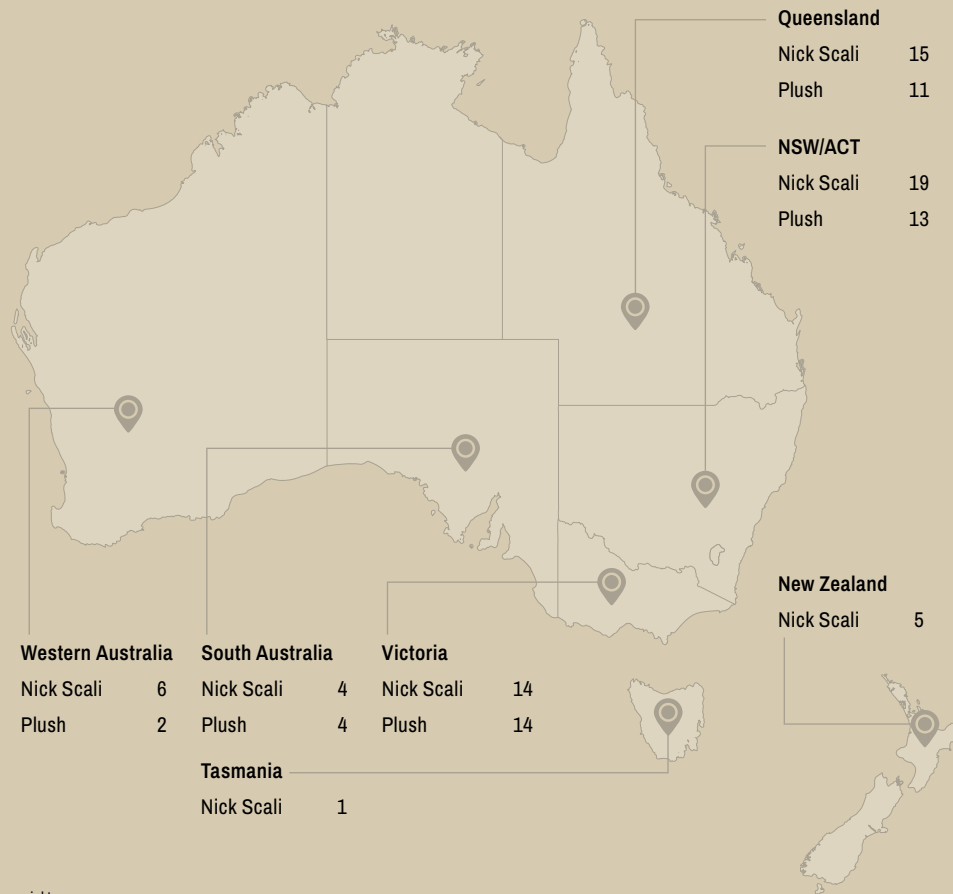 Queensland
Nick Scali 15
Plush 11
NSW/ACT
Nick Scali 19
Plush 13
New Zealand
Nick Scali 5
Western Australia
Nick Scali 6
Plush 2
South Australia
Nick Scali 4
Plush 4
Victoria
Nick Scali 14
Plush 14
Tasmania
Nick Scali 1